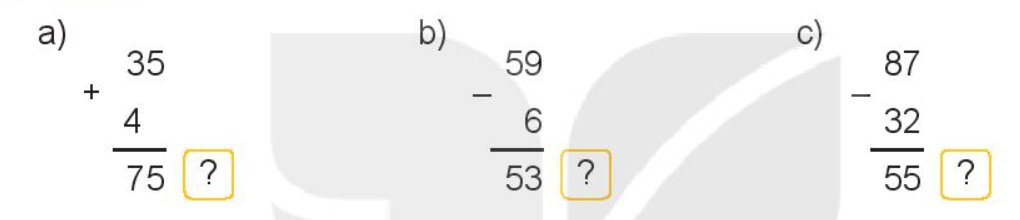 a) b) c)
35 59 87
+ − −
4 6 32
75 ? 53 ? 55 ?